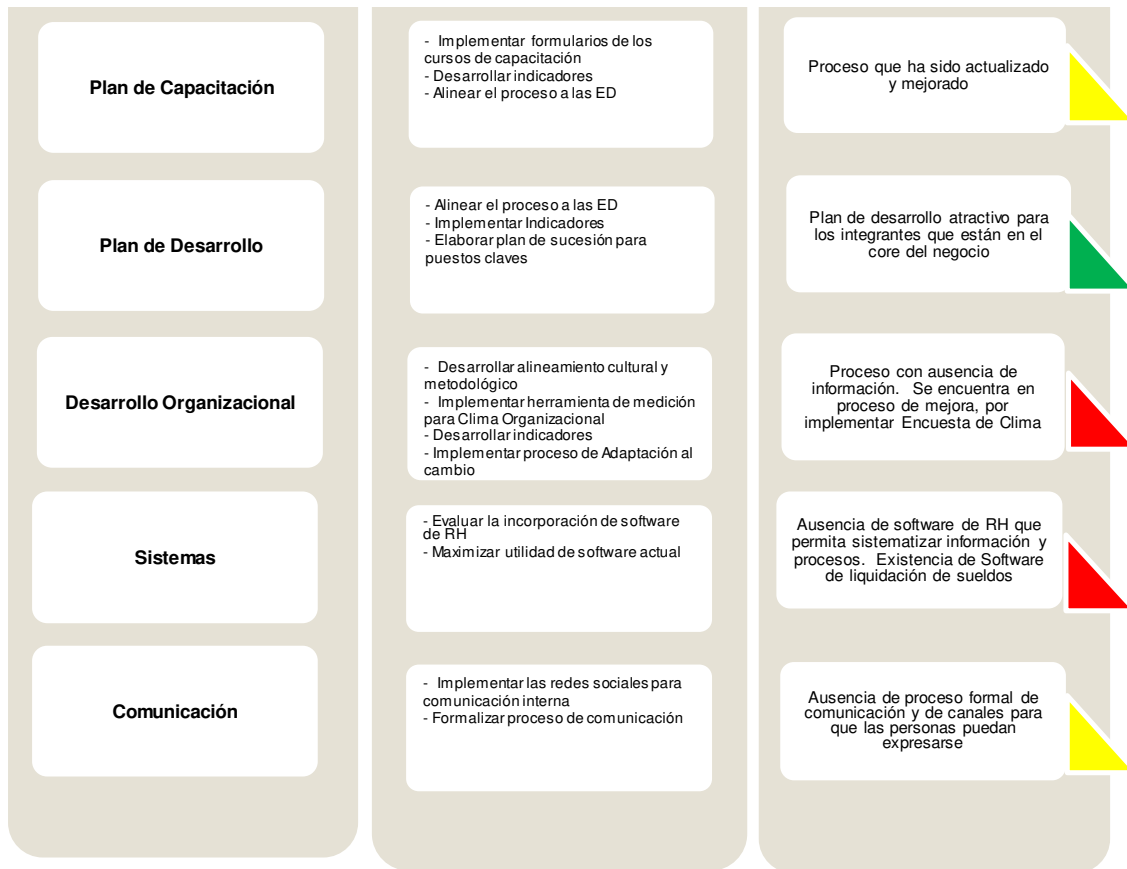 Plan de Capacitación
- Implementar formularios de los
cursos de capacitación
- Desarrollar indicadores
- Alinear el proceso a las ED
Proceso que ha sido actualizado
y mejorado
Plan de Desarrollo
- Alinear el proceso a las ED
- Implementar Indicadores
- Elaborar plan de sucesión para
puestos claves
Plan de desarrollo atractivo para
los integrantes que están en el
core del negocio
Desarrollo Organizacional
- Desarrollar alineamiento cultural y
metodológico
- Implementar herramienta de medición
para Clima Organizacional
- Desarrollar indicadores
- Implementar proceso de Adaptación al
cambio
Proceso con ausencia de
información. Se encuentra en
proceso de mejora, por
implementar Encuesta de Clima
Sistemas
- Evaluar la incorporación de software
de RH
- Maximizar utilidad de software actual
Ausencia de software de RH que
permita sistematizar información y
procesos. Existencia de Software
de liquidación de sueldos
Comunicación
- Implementar las redes sociales para
comunicación interna
- Formalizar proceso de comunicación
Ausencia de proceso formal de
comunicación y de canales para
que las personas puedan
expresarse